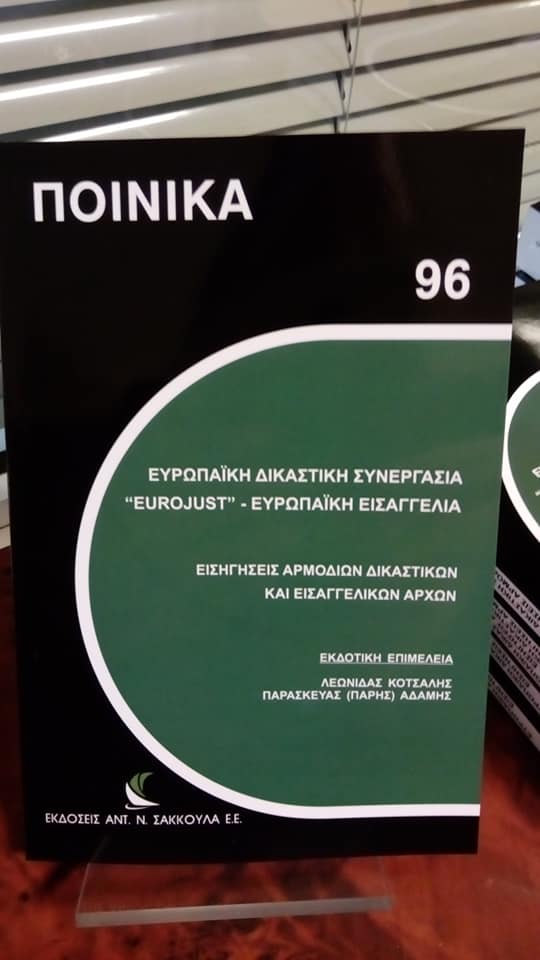 ΠΟΙΝΙΚΑ
96
ΕΥΡΩΠΑΪΚΗ ΔΙΚΑΣΤΙΚΗ ΣΥΝΕΡΓΑΣΙΑ
“EUROJUST” - ΕΥΡΩΠΑΪΚΗ ΕΙΣΑΓΓΕΛΙΑ
ΕΙΣΗΓΗΣΕΙΣ ΑΡΜΟΔΙΩΝ ΔΙΚΑΣΤΙΚΩΝ
ΚΑΙ ΕΙΣΑΓΓΕΛΙΚΩΝ ΑΡΧΩΝ
ΕΚΔΟΤΙΚΗ ΕΠΙΜΕΛΕΙΑ
ΛΕΩΝΙΔΑΣ ΚΟΤΣΑΛΗΣ
ΠΑΡΑΣΚΕΥΑΣ (ΠΑΡΗΣ) ΑΔΑΜΗΣ
ΕΚΔΟΣΕΙΣ ΑΝΤ. Ν. ΣΑΚΚΟΥΛΑ Ε.Ε.